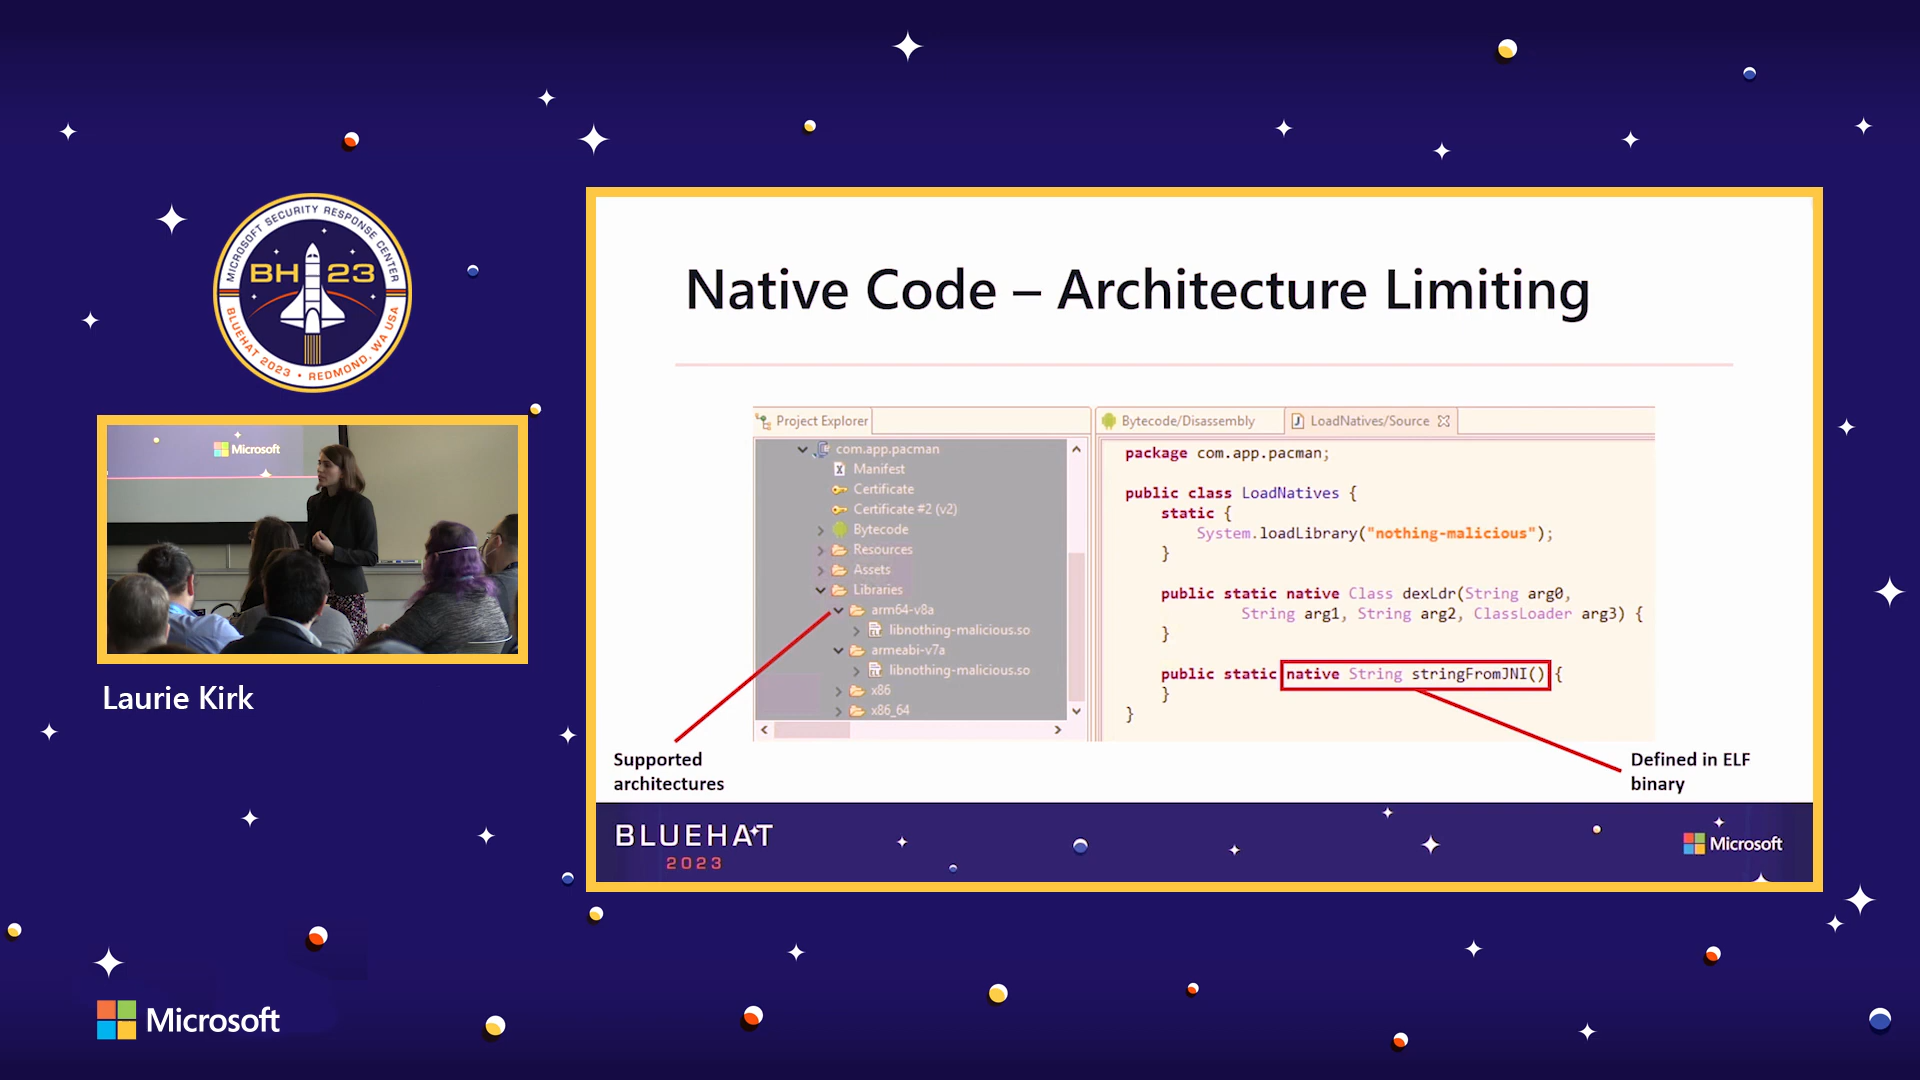 MICROSOFT SECURITY RESPONSE CENTER
BH 23
BLUEHAT 2023 • REDMOND, WA USA
Microsoft
Laurie Kirk
Microsoft
Native Code – Architecture Limiting
Project Explorer
com.app.pacman
Manifest
Certificate
Certificate #2 (v2)
Bytecode
Resources
Assets
Libraries
arm64-v8a
libnothing-malicious.so
armeabi-v7a
libnothing-malicious.so
x86
x86_64
Bytecode/Disassembly
LoadNatives/Source
package com.app.pacman;
public class LoadNatives {
static {
System.loadLibrary("nothing-malicious");
}
public static native Class dexLdr(String arg0,
String arg1, String arg2, ClassLoader arg3) {
}
public static native String stringFromJNI() {
}
}
Supported
architectures
Defined in ELF
binary
BLUEHAT
2023
Microsoft